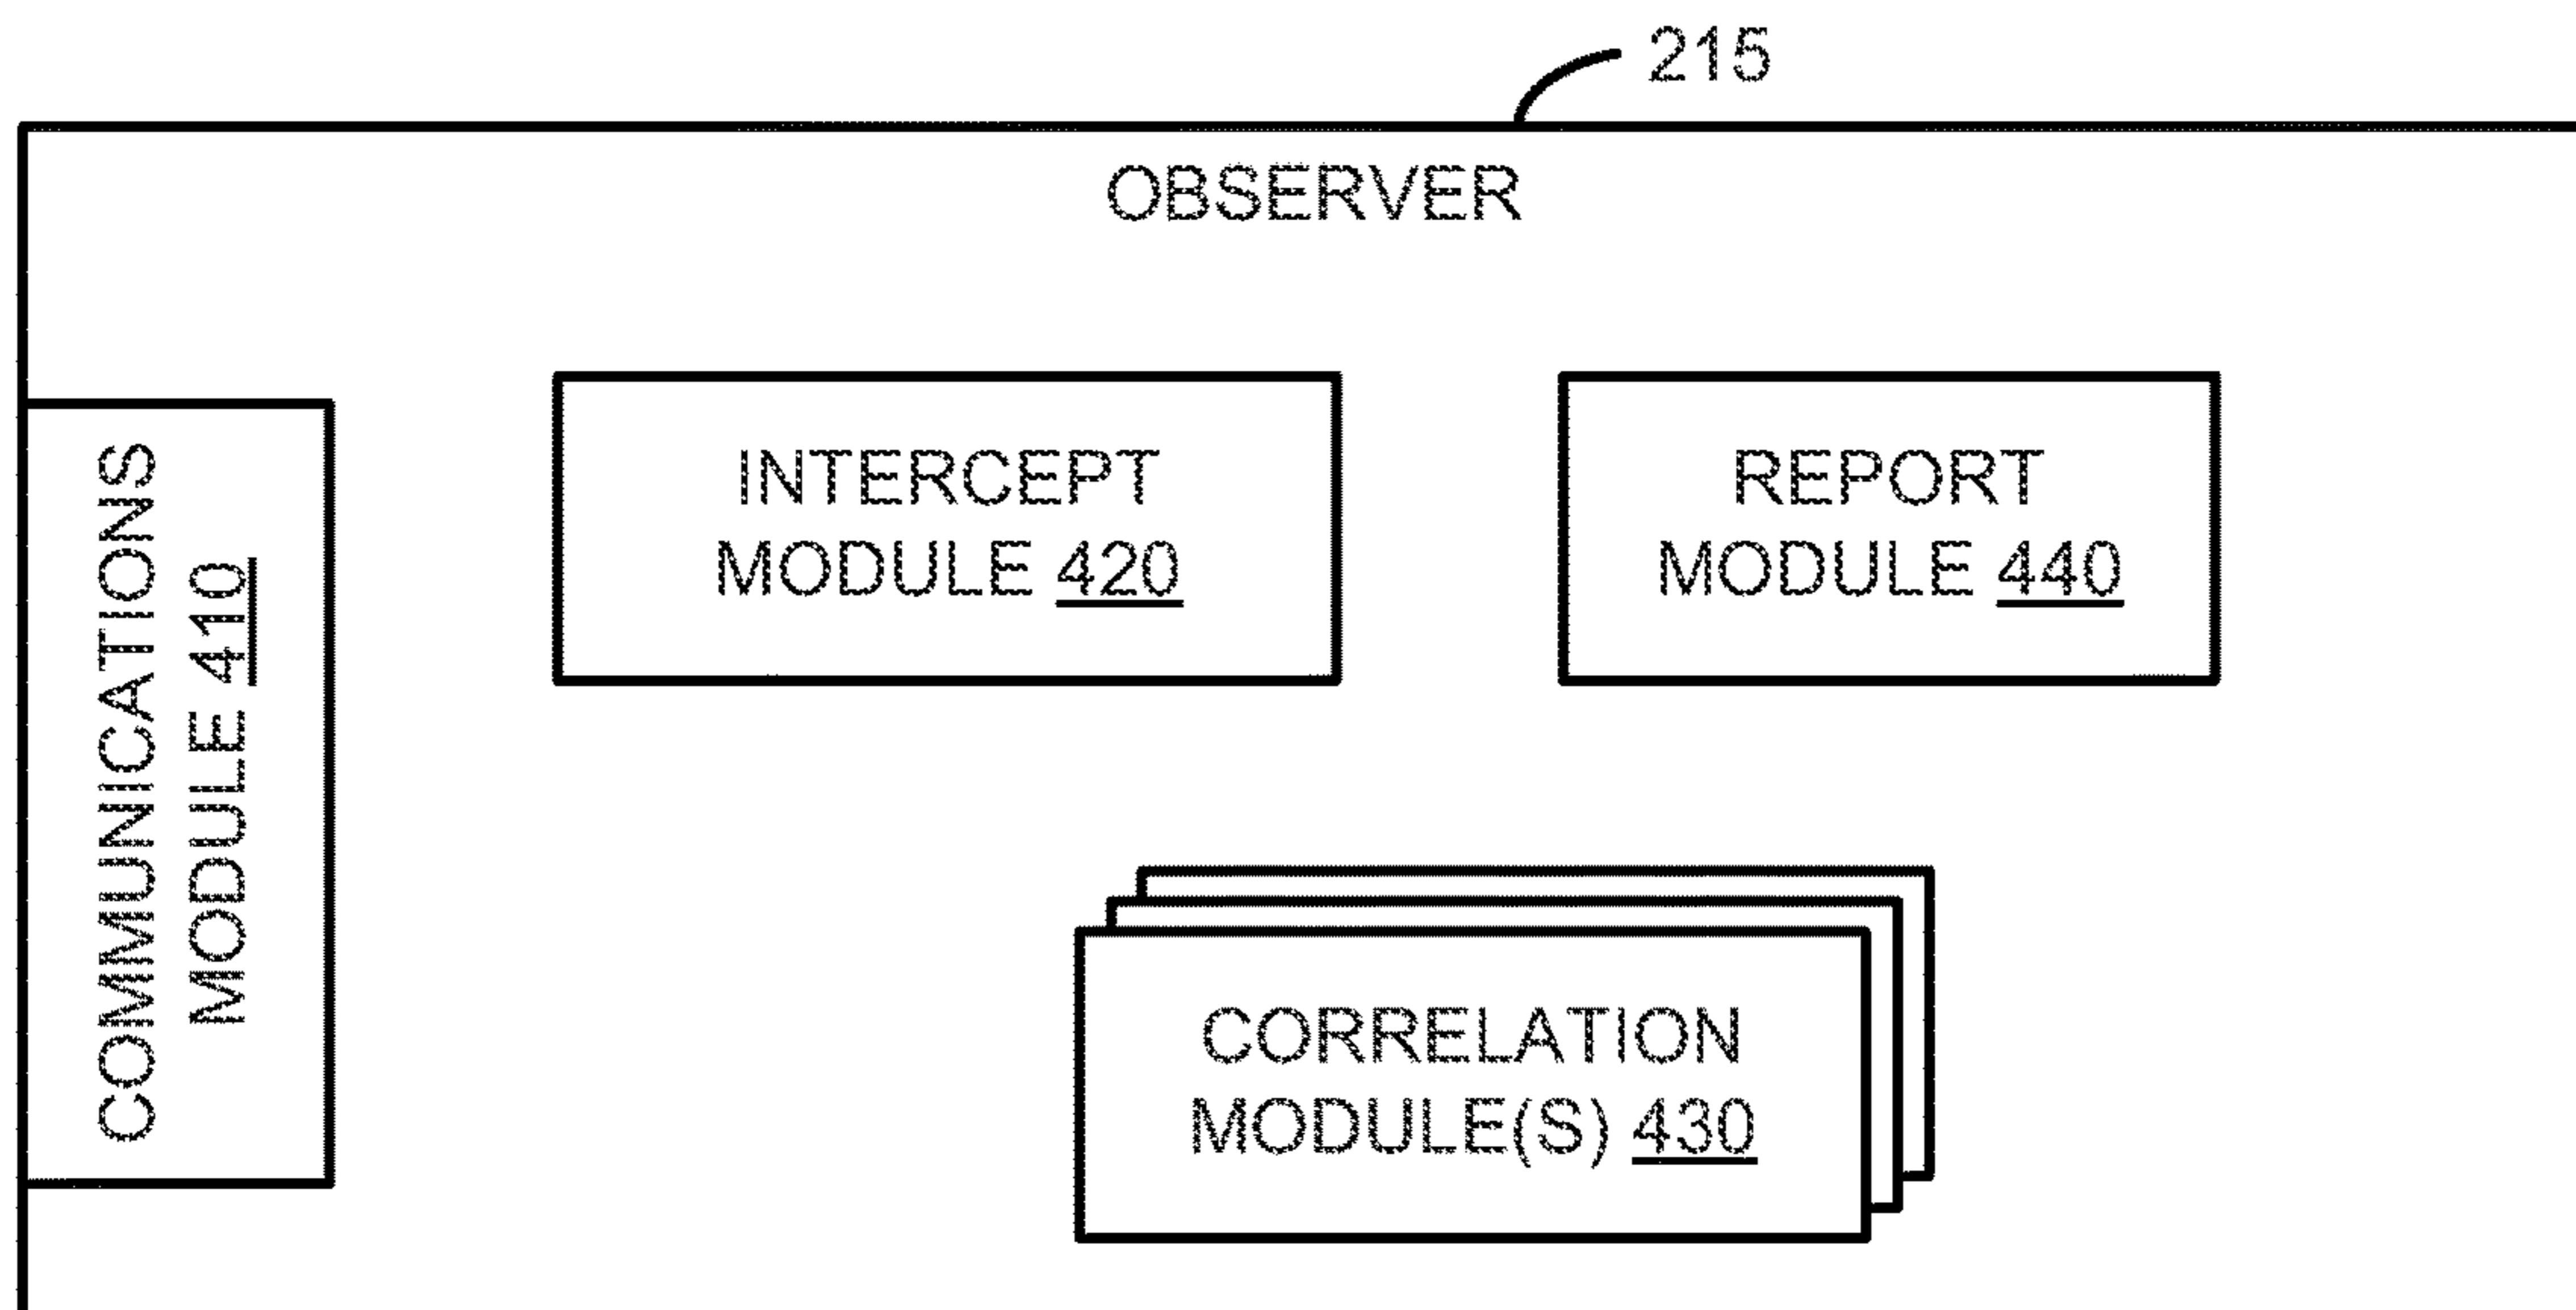 215
OBSERVER
COMMUNICATIONS
MODULE 410
INTERCEPT
MODULE 420
REPORT
MODULE 440
CORRELATION
MODULE(S) 430